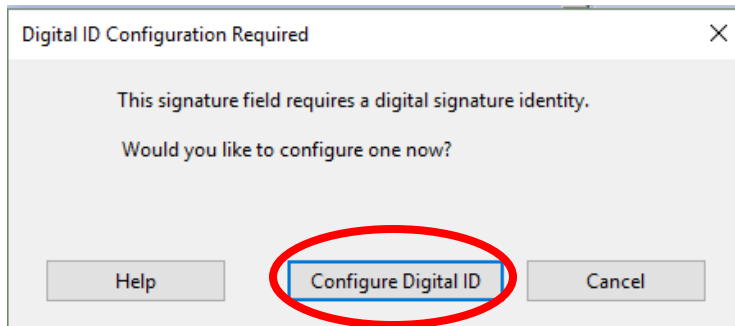 Digital ID Configuration Required
This signature field requires a digital signature identity.
Would you like to configure one now?
Help Configure Digital ID Cancel